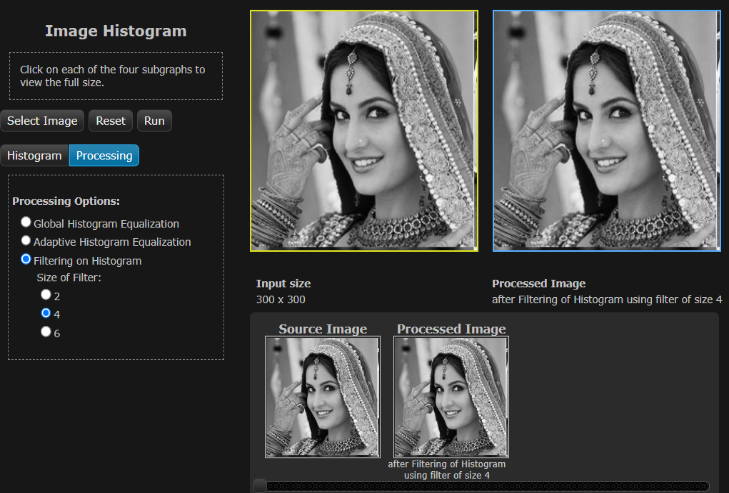 Image Histogram
Click on each of the four subgraphs to
view the full size.
Select Image Reset Run
Histogram Processing
Processing Options:
Global Histogram Equalization
Adaptive Histogram Equalization
Filtering on Histogram
Size of Filter:
2
4
6
Input size
300 x 300
Processed Image
after Filtering of Histogram using filter of size 4
Source Image
Processed Image
after Filtering of Histogram
using filter of size 4